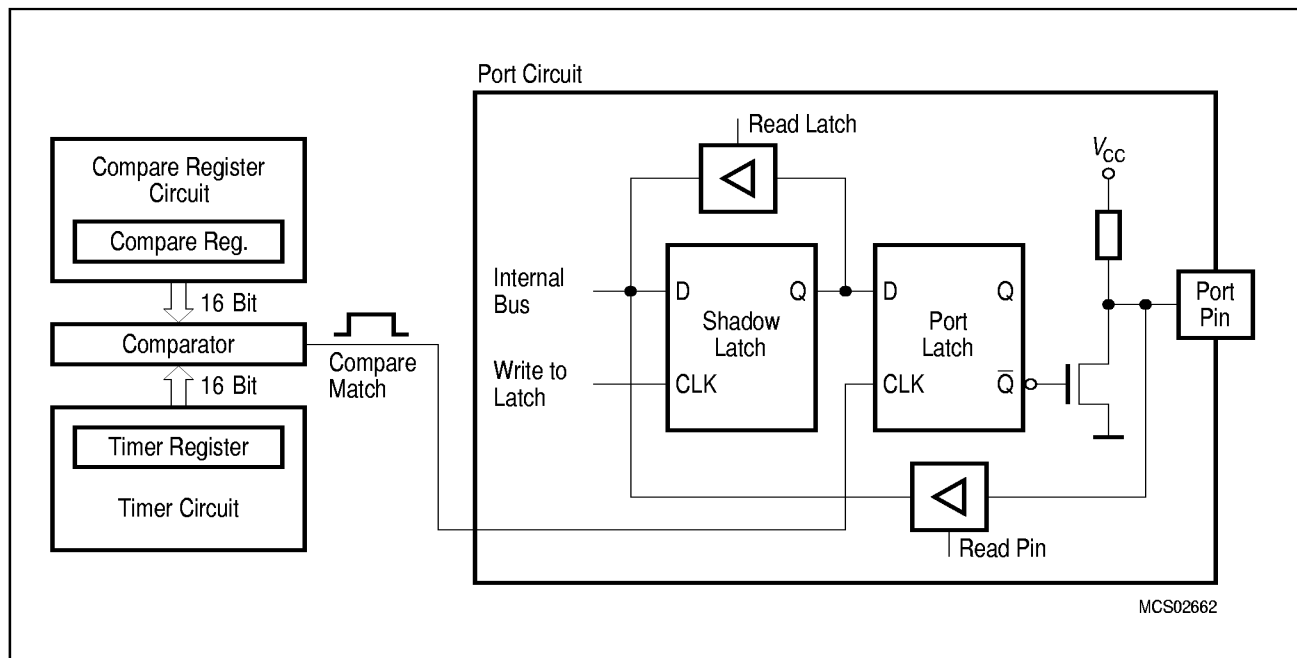 Port Circuit
Compare Register
Circuit
Compare Reg.
16 Bit
Comparator
16 Bit
Timer Register
Timer Circuit
Compare
Match
Read Latch
Internal
Bus
Write to
Latch
D
Q
Shadow
Latch
CLK
D
Q
Port
Latch
CLK
Q̅
VCC
Port
Pin
Read Pin
MCS02662